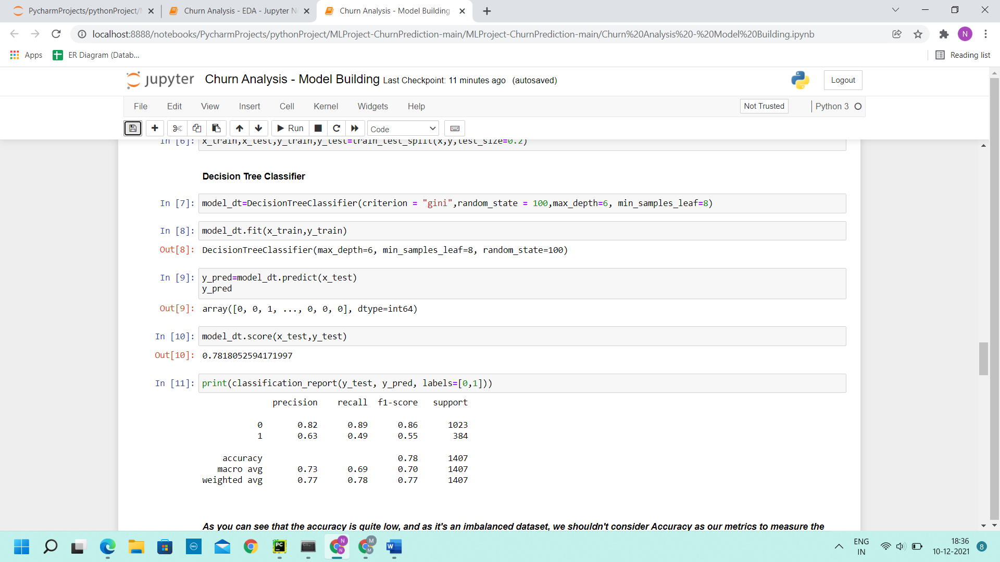 PycharmProjects/pythonProject/
Churn Analysis - EDA - Jupyter N
Churn Analysis - Model Building
localhost:8888/notebooks/PycharmProjects/pythonProject/MLProject-ChurnPrediction-main/MLProject-ChurnPrediction-main/Churn%20Analysis%20-%20Model%20Building.ipynb
N
Apps
ER Diagram (Datab...
Reading list
jupyter
Churn Analysis - Model Building Last Checkpoint: 11 minutes ago (autosaved)
Logout
File Edit View Insert Cell Kernel Widgets Help
Not Trusted
Python 3
Run
Code
In [6]: x_train,x_test,y_train,y_test=train_test_split(x,y,test_size=0.2)
Decision Tree Classifier
In [7]: model_dt=DecisionTreeClassifier(criterion = "gini",random_state = 100,max_depth=6, min_samples_leaf=8)
In [8]: model_dt.fit(x_train,y_train)
Out[8]: DecisionTreeClassifier(max_depth=6, min_samples_leaf=8, random_state=100)
In [9]: y_pred=model_dt.predict(x_test)
y_pred
Out[9]: array([0, 0, 1, ..., 0, 0, 0], dtype=int64)
In [10]: model_dt.score(x_test,y_test)
Out[10]: 0.7818052594171997
In [11]: print(classification_report(y_test, y_pred, labels=[0,1]))
precision recall f1-score support
0 0.82 0.89 0.86 1023
1 0.63 0.49 0.55 384
accuracy 0.78 1407
macro avg 0.73 0.69 0.70 1407
weighted avg 0.77 0.78 0.77 1407
As you can see that the accuracy is quite low, and as it's an imbalanced dataset, we shouldn't consider Accuracy as our metrics to measure the
DELL
PC
N
N
M
M
W
ENG
IN
18:36
10-12-2021
8